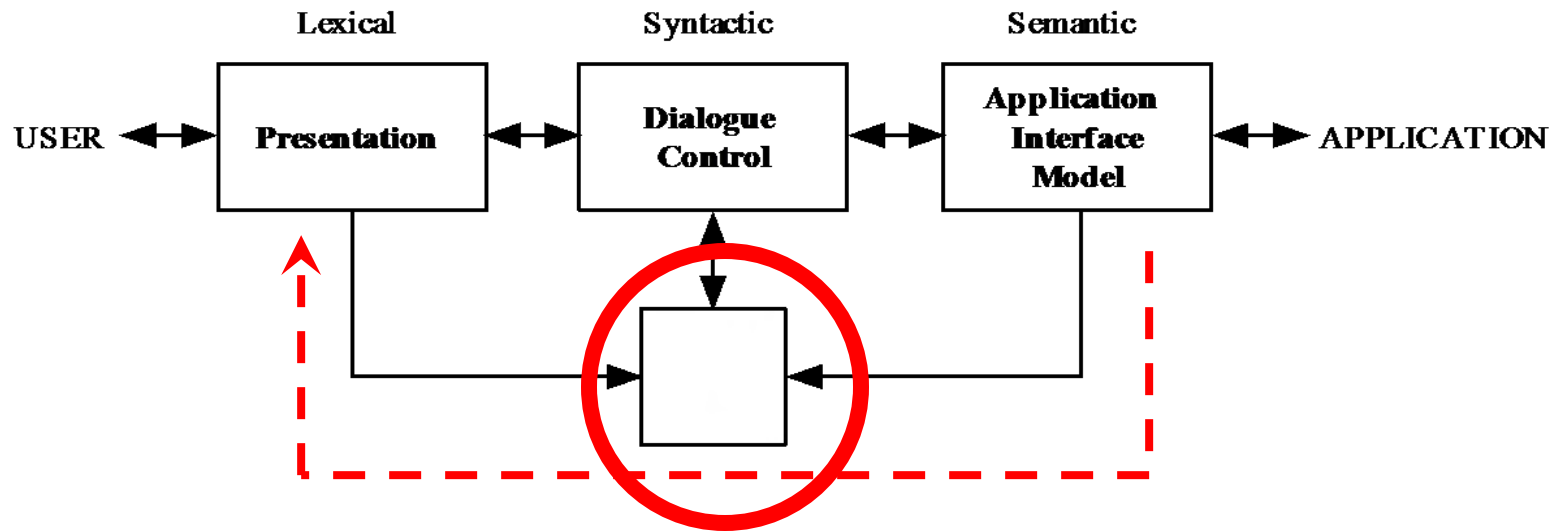 Lexical
Syntactic
Semantic
USER
Presentation
Dialogue
Control
Application
Interface
Model
APPLICATION